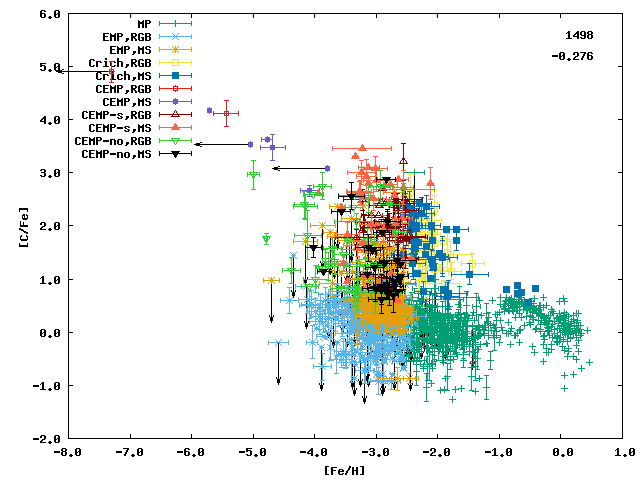 6.0
5.0
4.0
3.0
2.0
1.0
0.0
-1.0
-2.0
[C/Fe]
MP
EMP,RGB
EMP,MS
Crich,RGB
Crich,MS
CEMP,RGB
CEMP,MS
CEMP-s,RGB
CEMP-s,MS
CEMP-no,RGB
CEMP-no,MS
1498
-0.276
-8.0 -7.0 -6.0 -5.0 -4.0 -3.0 -2.0 -1.0 0.0 1.0
[Fe/H]